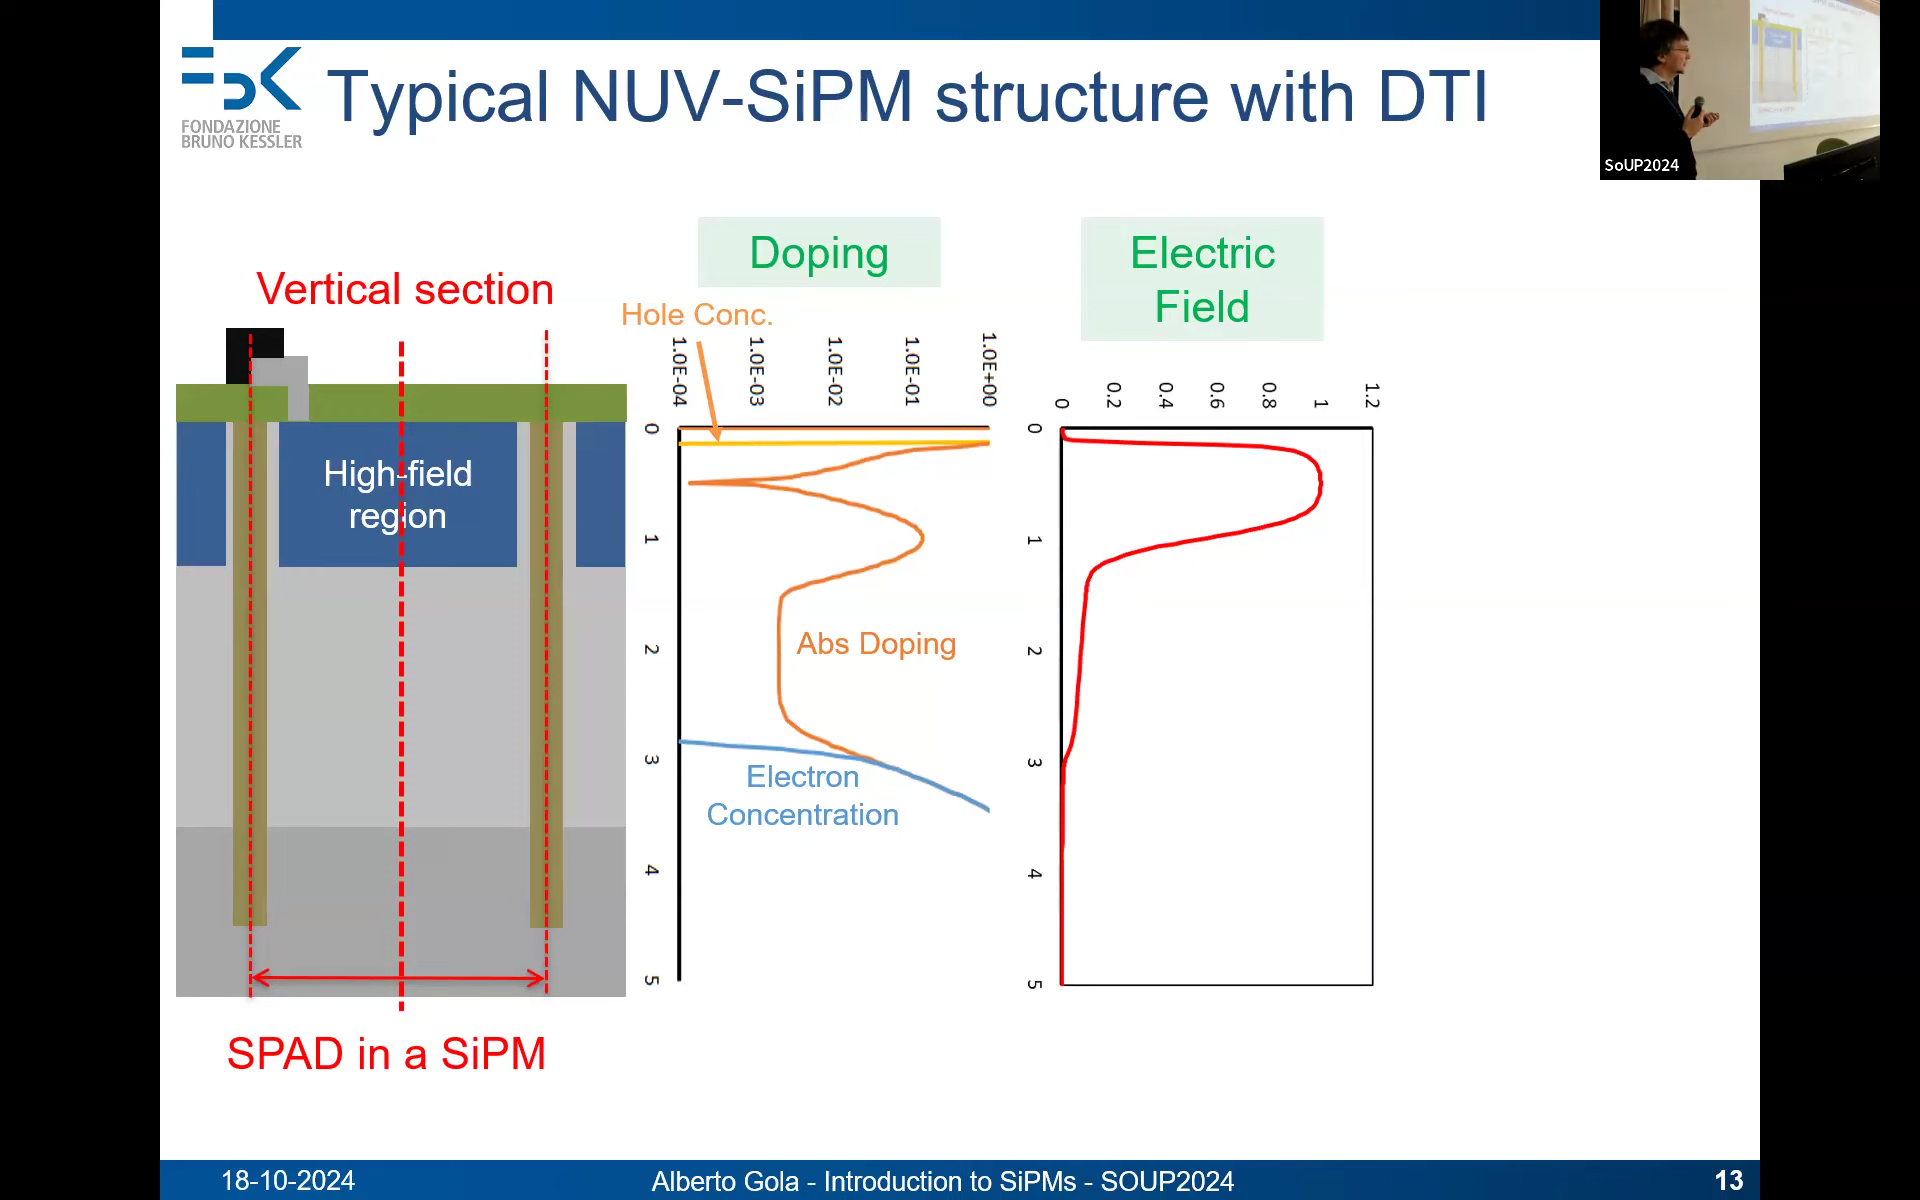 FONDAZIONE
BRUNO KESSLER
Typical NUV-SiPM structure with DTI
SoUP2024
Vertical section
High-field
region
SPAD in a SiPM
Doping
Hole Conc.
1.0E-04
1.0E-03
1.0E-02
1.0E-01
1.0E+00
0
1
2
3
4
5
Abs Doping
Electron
Concentration
Electric
Field
0
0.2
0.4
0.6
0.8
1
1.2
0
1
2
3
4
5
18-10-2024
Alberto Gola - Introduction to SiPMs - SOUP2024
13